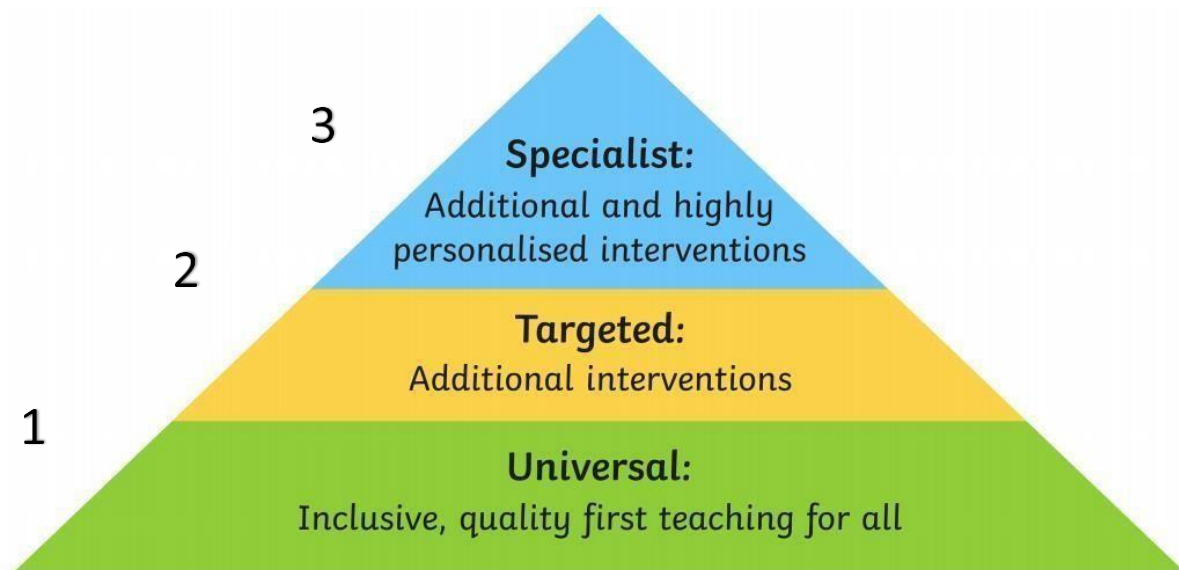 3
Specialist:
Additional and highly
personalised interventions
2
Targeted:
Additional interventions
1
Universal:
Inclusive, quality first teaching for all